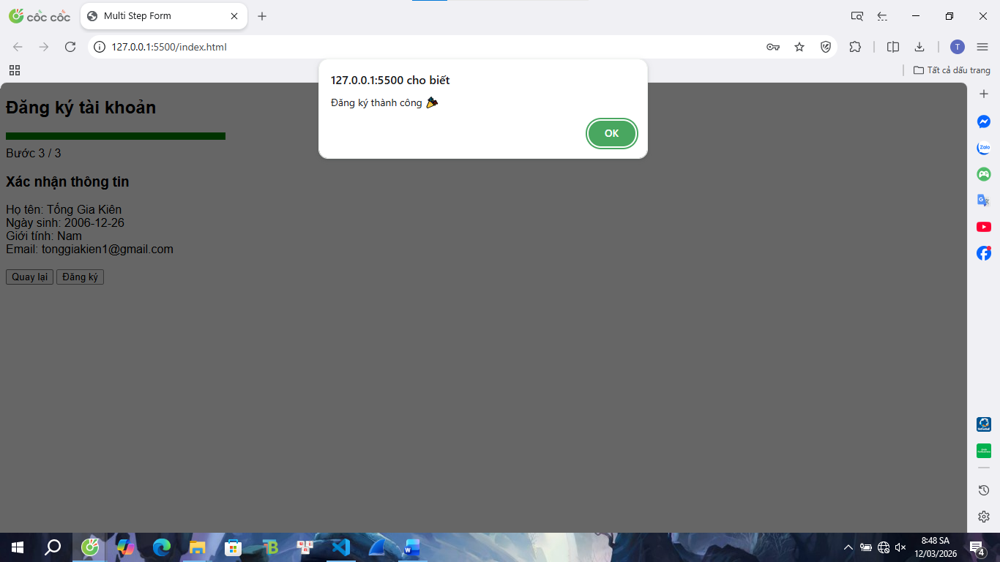 cốc cốc
Multi Step Form
127.0.0.1:5500/index.html
T
Tất cả dấu trang
127.0.0.1:5500 cho biết
Đăng ký thành công 🎉
OK
Đăng ký tài khoản
Bước 3 / 3
Xác nhận thông tin
Họ tên: Tống Gia Kiên
Ngày sinh: 2006-12-26
Giới tính: Nam
Email: tonggiakien1@gmail.com
Quay lại
Đăng ký
Zalo
8:48 SA
12/03/2026
4